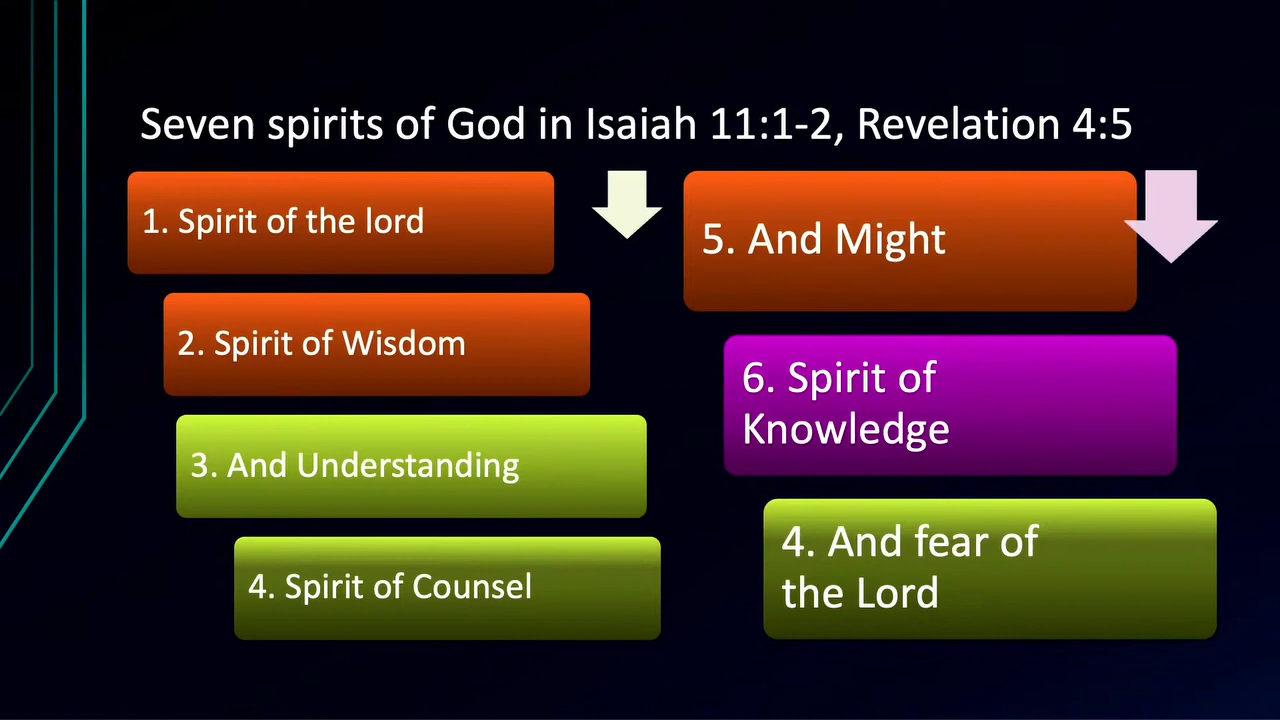 Seven spirits of God in Isaiah 11:1-2, Revelation 4:5
1. Spirit of the lord
2. Spirit of Wisdom
3. And Understanding
4. Spirit of Counsel
5. And Might
6. Spirit of
Knowledge
4. And fear of
the Lord